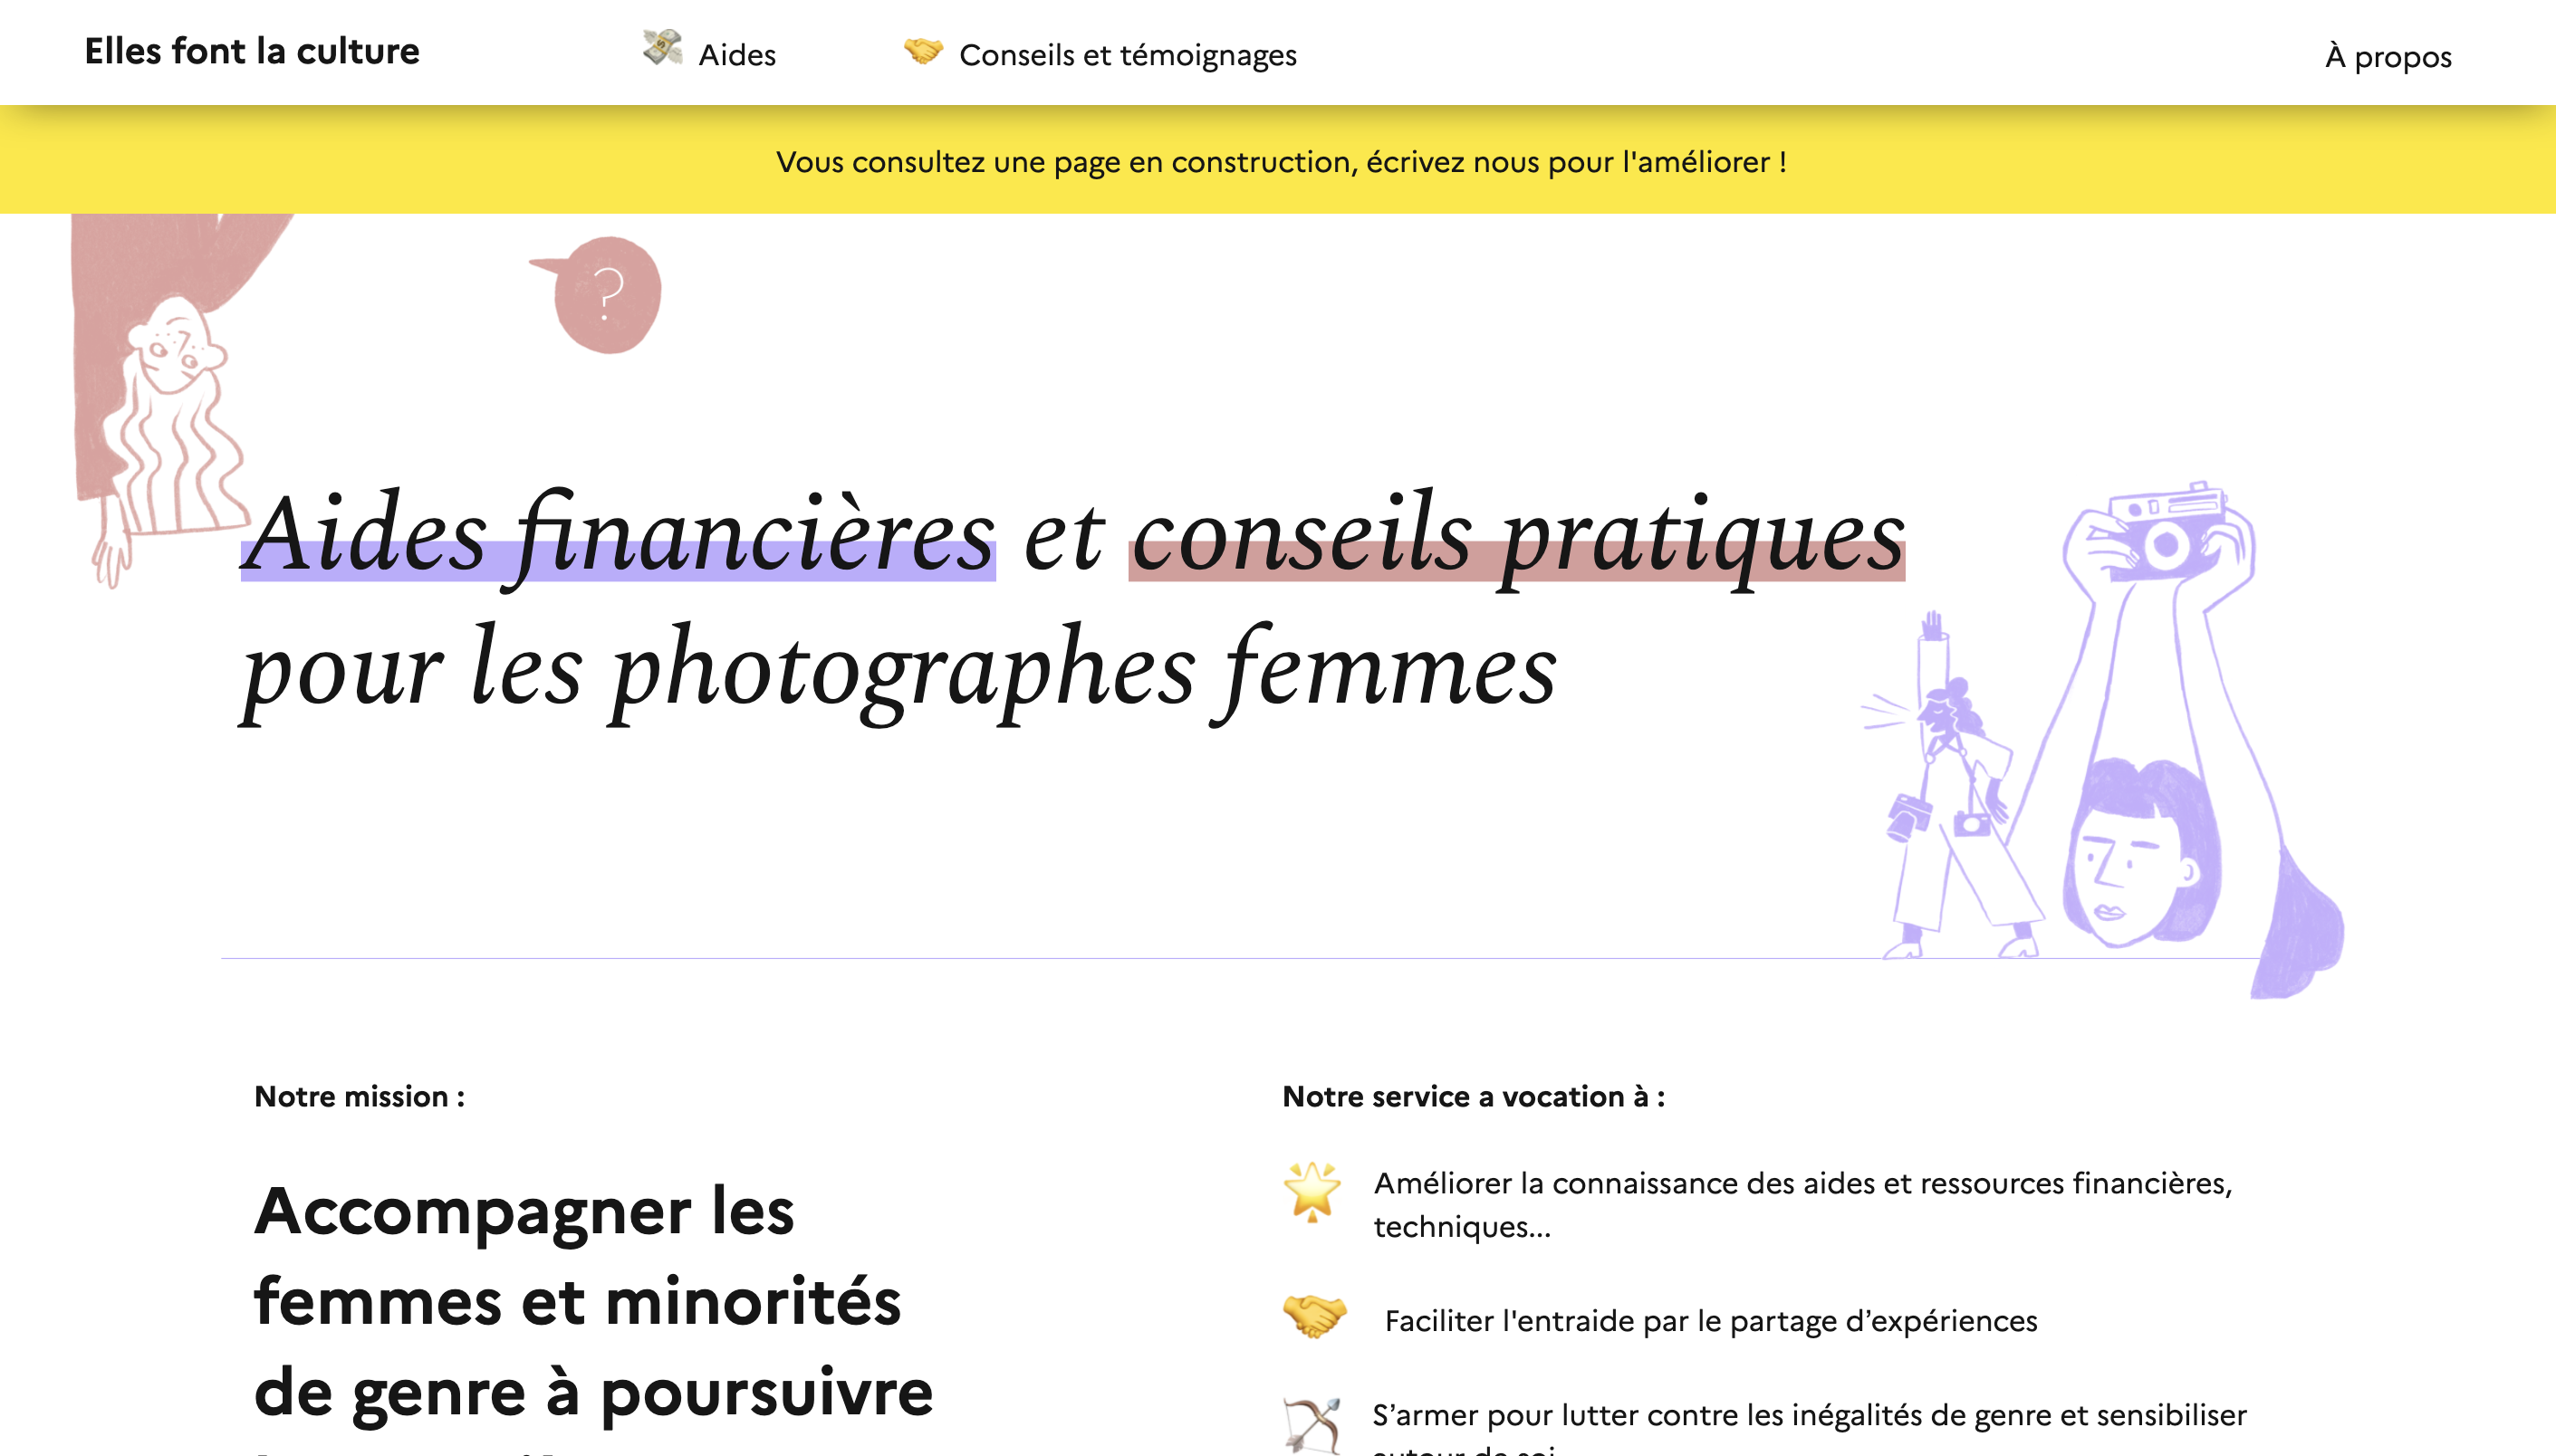 Elles font la culture
Aides
Conseils et témoignages
À propos
Vous consultez une page en construction, écrivez nous pour l'améliorer !
?
Aides financières et conseils pratiques
pour les photographes femmes
Notre mission :
Accompagner les
femmes et minorités
de genre à poursuivre
Notre service a vocation à :
Améliorer la connaissance des aides et ressources financières,
techniques...
Faciliter l'entraide par le partage d’expériences
S’armer pour lutter contre les inégalités de genre et sensibiliser